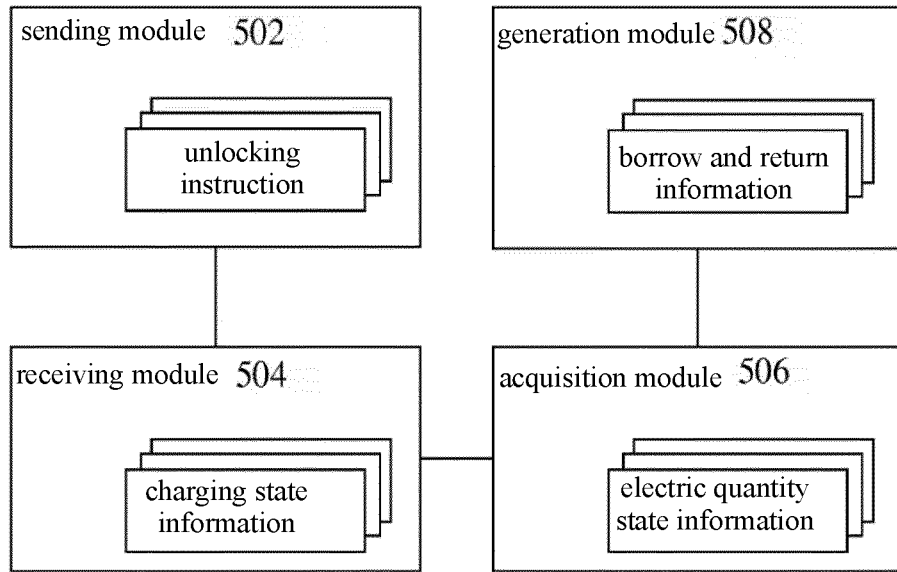 sending module 502
unlocking
instruction
generation module 508
borrow and return
information
receiving module 504
charging state
information
acquisition module 506
electric quantity
state information